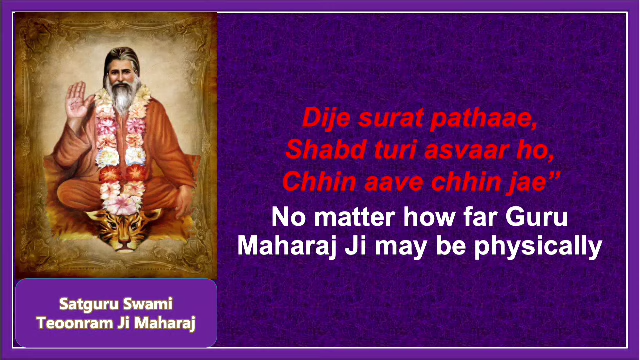 Dije surat pathaae,
Shabd turi asvaar ho,
Chhin aave chhin jae”
No matter how far Guru
Maharaj Ji may be physically
Satguru Swami
Teoonram Ji Maharaj